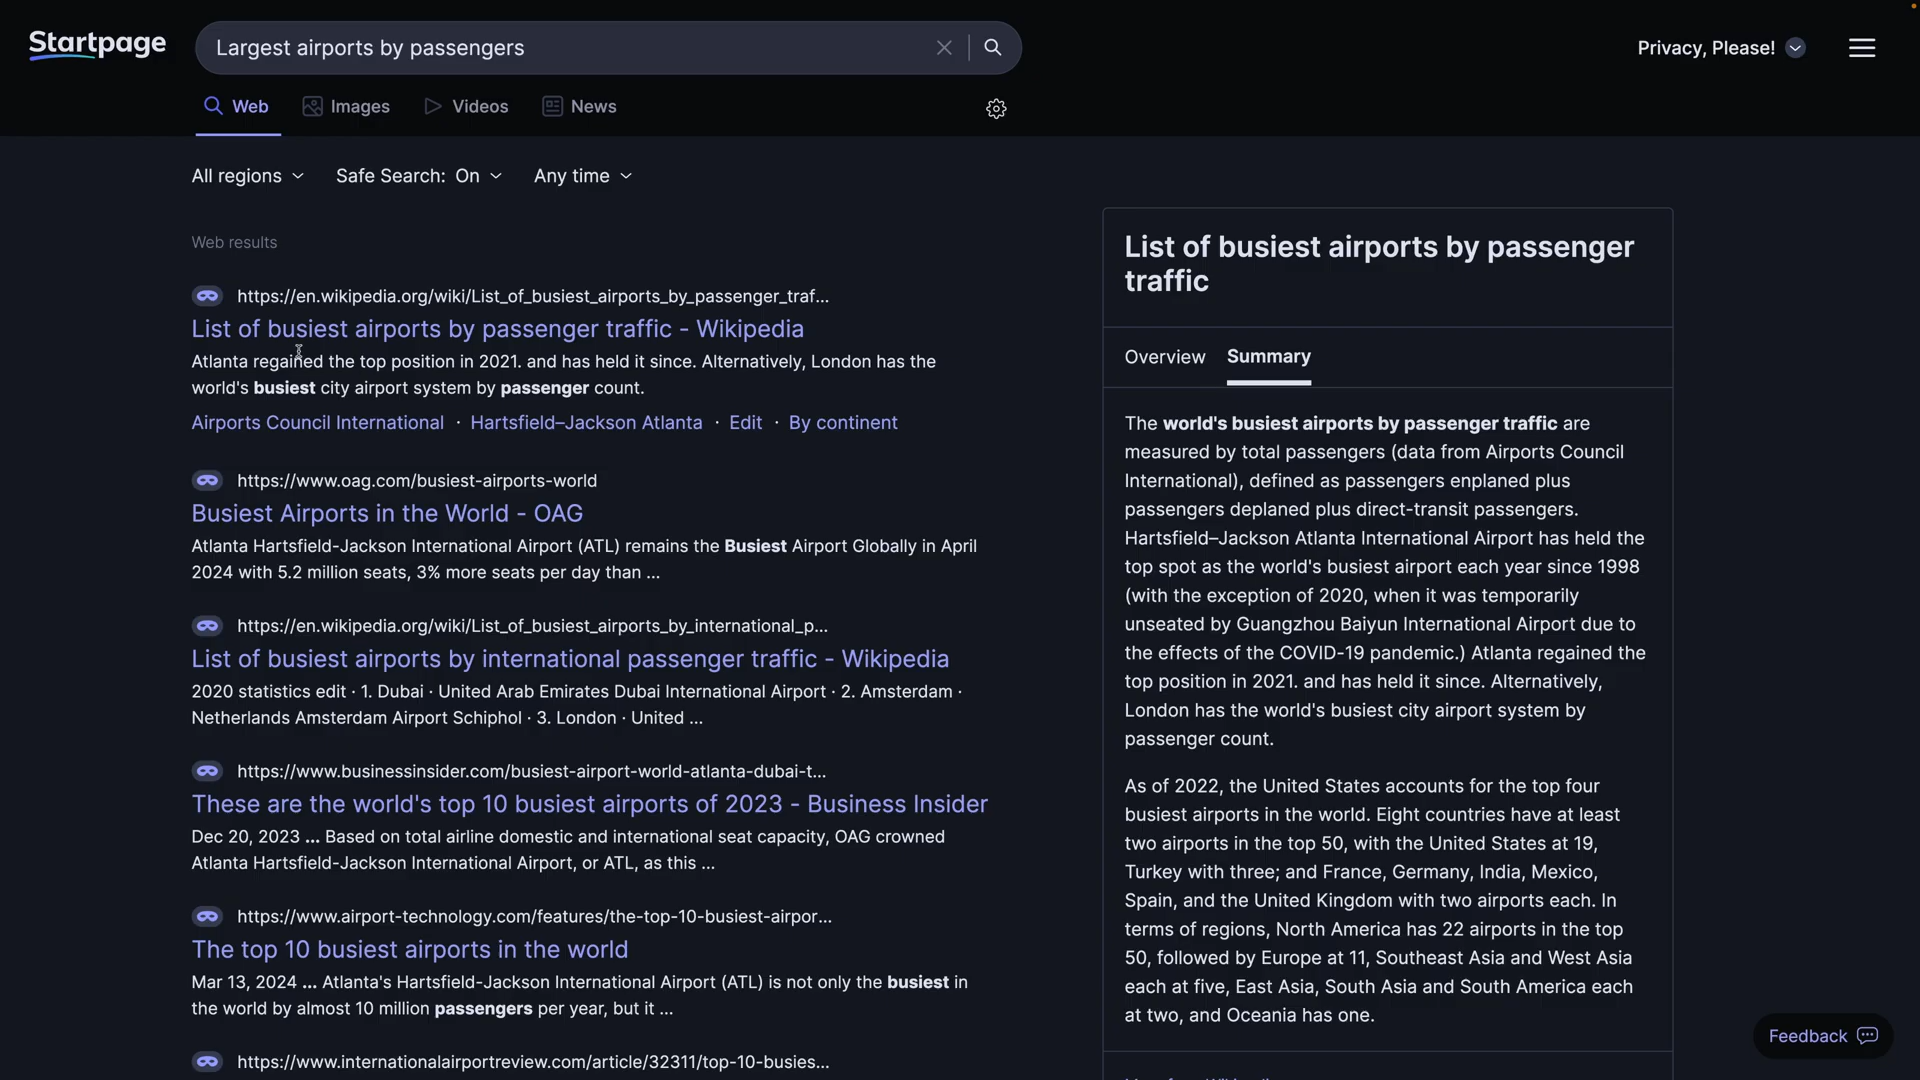 Startpage
Largest airports by passengers
Privacy, Please!
Web
Images
Videos
News
All regions
Safe Search: On
Any time
Web results
https://en.wikipedia.org/wiki/List_of_busiest_airports_by_passenger_traf...
List of busiest airports by passenger traffic - Wikipedia
Atlanta regained the top position in 2021. and has held it since. Alternatively, London has the
world's busiest city airport system by passenger count.
Airports Council International · Hartsfield–Jackson Atlanta · Edit · By continent
https://www.oag.com/busiest-airports-world
Busiest Airports in the World - OAG
Atlanta Hartsfield-Jackson International Airport (ATL) remains the Busiest Airport Globally in April
2024 with 5.2 million seats, 3% more seats per day than ...
https://en.wikipedia.org/wiki/List_of_busiest_airports_by_international_p...
List of busiest airports by international passenger traffic - Wikipedia
2020 statistics edit · 1. Dubai · United Arab Emirates Dubai International Airport · 2. Amsterdam ·
Netherlands Amsterdam Airport Schiphol · 3. London · United ...
https://www.businessinsider.com/busiest-airport-world-atlanta-dubai-t...
These are the world's top 10 busiest airports of 2023 - Business Insider
Dec 20, 2023 ... Based on total airline domestic and international seat capacity, OAG crowned
Atlanta Hartsfield-Jackson International Airport, or ATL, as this ...
https://www.airport-technology.com/features/the-top-10-busiest-airpor...
The top 10 busiest airports in the world
Mar 13, 2024 ... Atlanta's Hartsfield-Jackson International Airport (ATL) is not only the busiest in
the world by almost 10 million passengers per year, but it ...
https://www.internationalairportreview.com/article/32311/top-10-busies...
List of busiest airports by passenger
traffic
Overview
Summary
The world's busiest airports by passenger traffic are
measured by total passengers (data from Airports Council
International), defined as passengers enplaned plus
passengers deplaned plus direct-transit passengers.
Hartsfield–Jackson Atlanta International Airport has held the
top spot as the world's busiest airport each year since 1998
(with the exception of 2020, when it was temporarily
unseated by Guangzhou Baiyun International Airport due to
the effects of the COVID-19 pandemic.) Atlanta regained the
top position in 2021. and has held it since. Alternatively,
London has the world's busiest city airport system by
passenger count.
As of 2022, the United States accounts for the top four
busiest airports in the world. Eight countries have at least
two airports in the top 50, with the United States at 19,
Turkey with three; and France, Germany, India, Mexico,
Spain, and the United Kingdom with two airports each. In
terms of regions, North America has 22 airports in the top
50, followed by Europe at 11, Southeast Asia and West Asia
each at five, East Asia, South Asia and South America each
at two, and Oceania has one.
Feedback